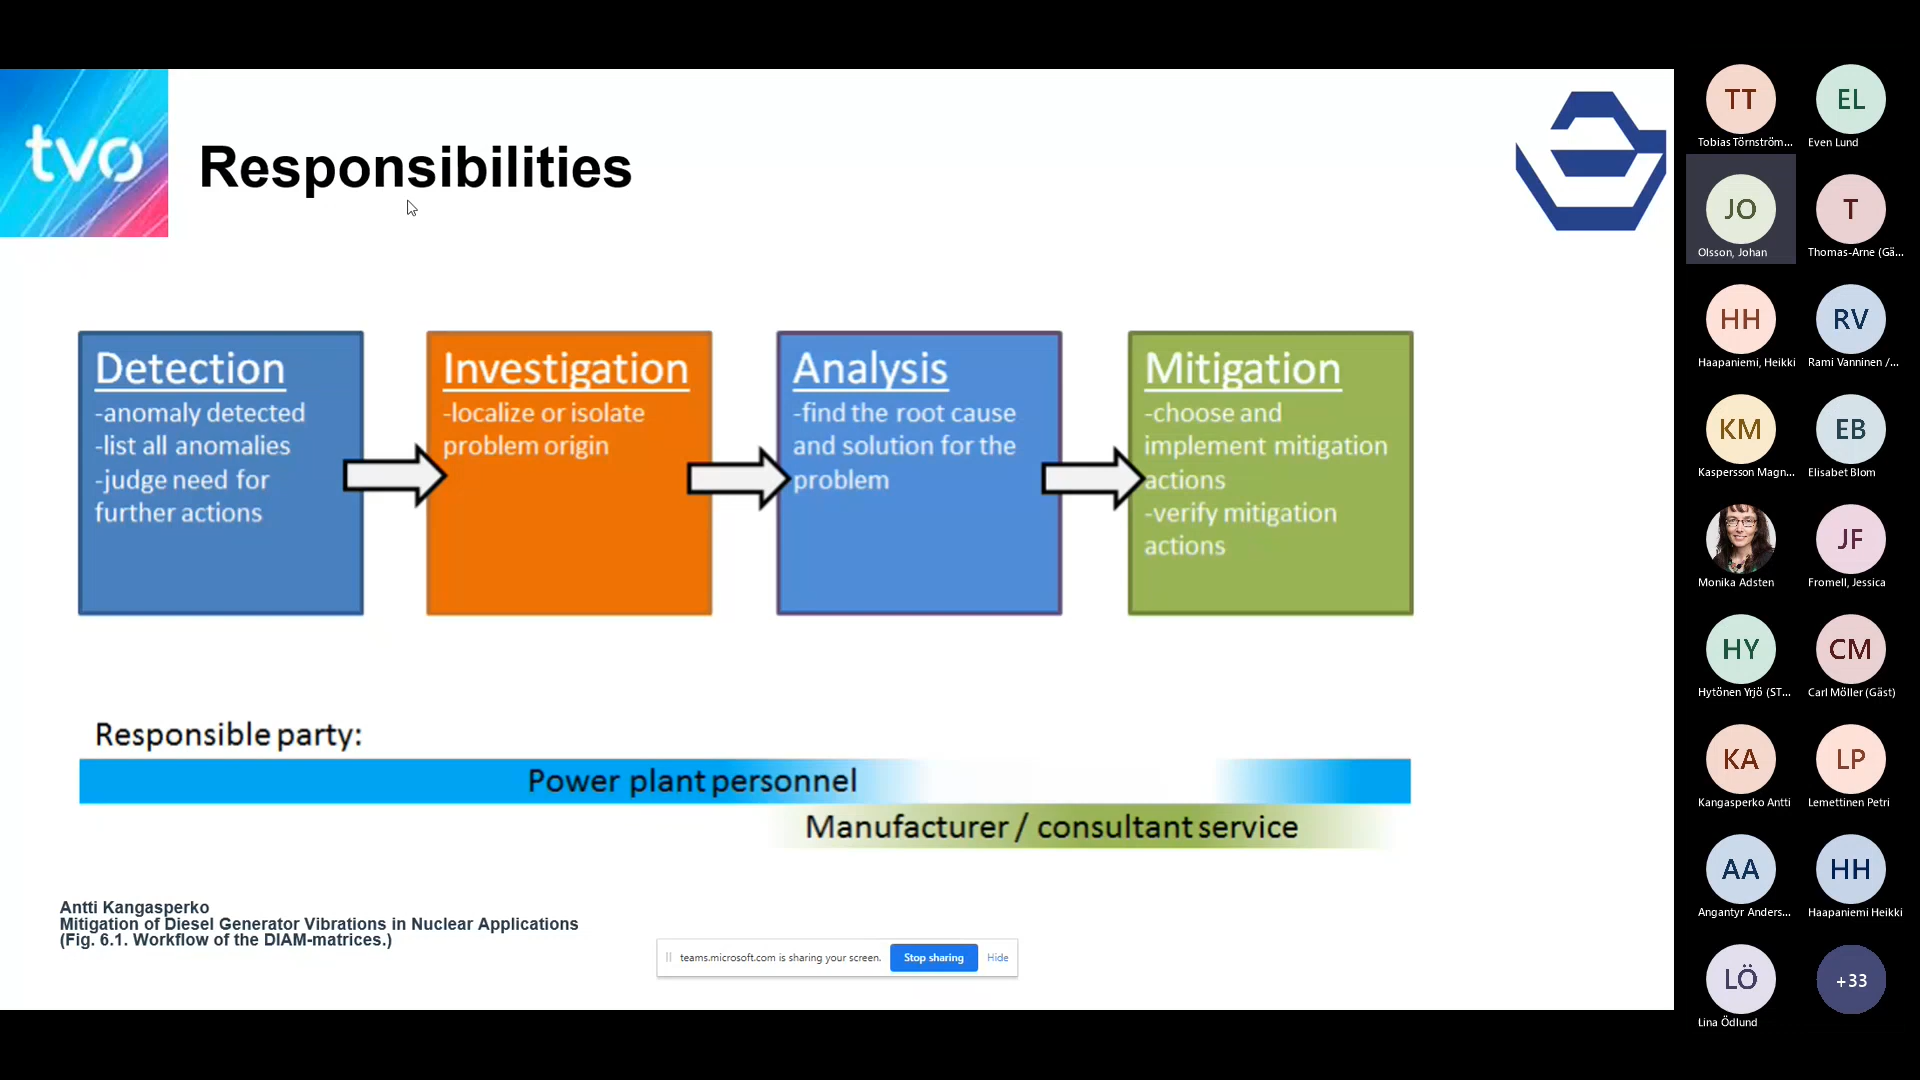 tvo
Responsibilities
Detection
-anomaly detected
-list all anomalies
-judge need for
further actions
Investigation
-localize or isolate
problem origin
Analysis
-find the root cause
and solution for the
problem
Mitigation
-choose and
implement mitigation
actions
-verify mitigation
actions
Responsible party:
Power plant personnel
Manufacturer / consultant service
Antti Kangasperko
Mitigation of Diesel Generator Vibrations in Nuclear Applications
(Fig. 6.1. Workflow of the DIAM-matrices.)
teams.microsoft.com is sharing your screen.
Stop sharing
Hide
TT
Tobias Törnström...
EL
Even Lund
JO
Olsson, Johan
T
Thomas-Arne (Gä...
HH
Haapaniemi, Heikki
RV
Rami Vanninen /...
KM
Kaspersson Magn...
EB
Elisabet Blom
Monika Adsten
JF
Fromell, Jessica
HY
Hytönen Yrjö (ST...
CM
Carl Möller (Gäst)
KA
Kangasperko Antti
LP
Lemettinen Petri
AA
Angantyr Anders...
HH
Haapaniemi Heikki
LÖ
Lina Ödlund
+33